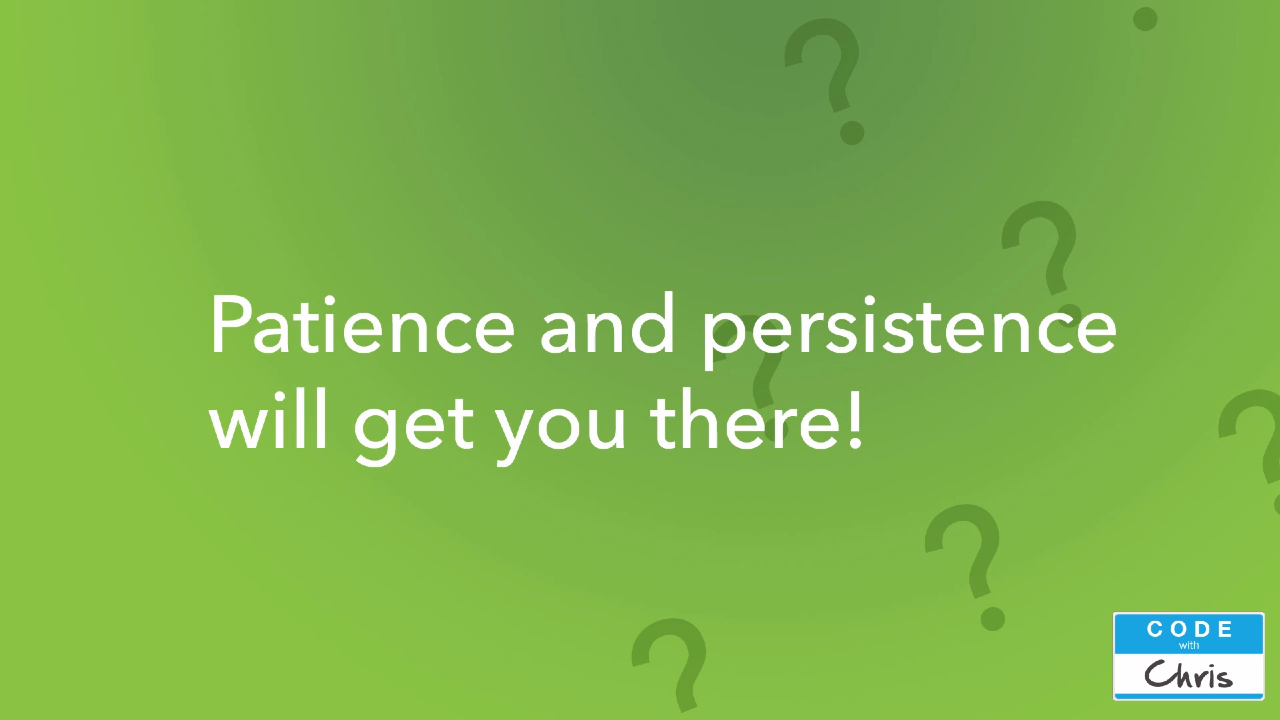 Patience and persistence
will get you there!
CODE
with
Chris